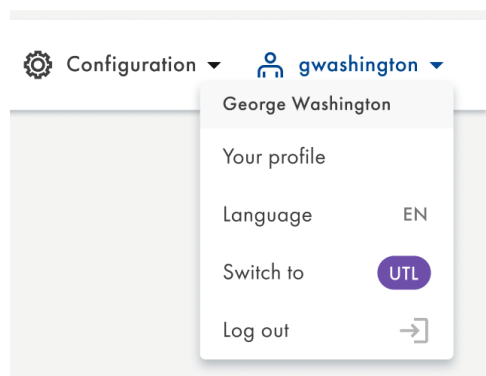 Configuration gwashington
George Washington
Your profile
Language EN
Switch to UTL
Log out